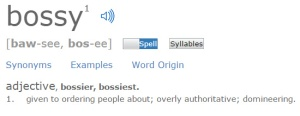 bossy1
[baw-see, bos-ee] Spell Syllables
Synonyms Examples Word Origin
adjective, bossier, bossiest.
1. given to ordering people about; overly authoritative; domineering.